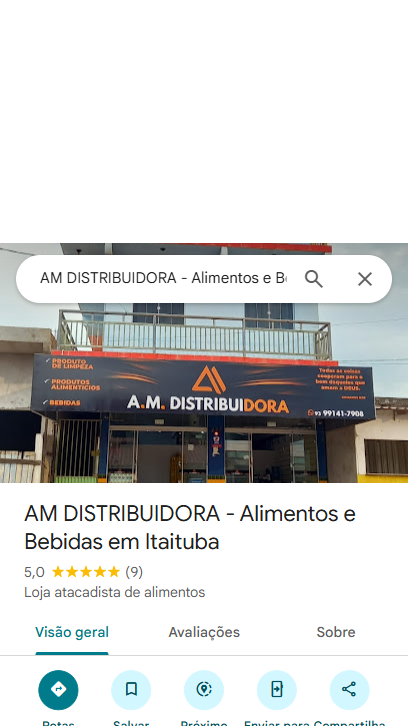 AM DISTRIBUIDORA - Alimentos e Be
✓ PRODUTO
DE LIMPEZA
✓ PRODUTOS
ALIMENTÍCIOS
✓ BEBIDAS
A.M. DISTRIBUIDORA
Todas as coisas
cooperam para o
bem daqueles que
amam a DEUS.
93 99141-7908
AM DISTRIBUIDORA - Alimentos e
Bebidas em Itaituba
5,0 ★★★★★ (9)
Loja atacadista de alimentos
Visão geral Avaliações Sobre
Rotas Salvar Próximo Enviar para Compartilha